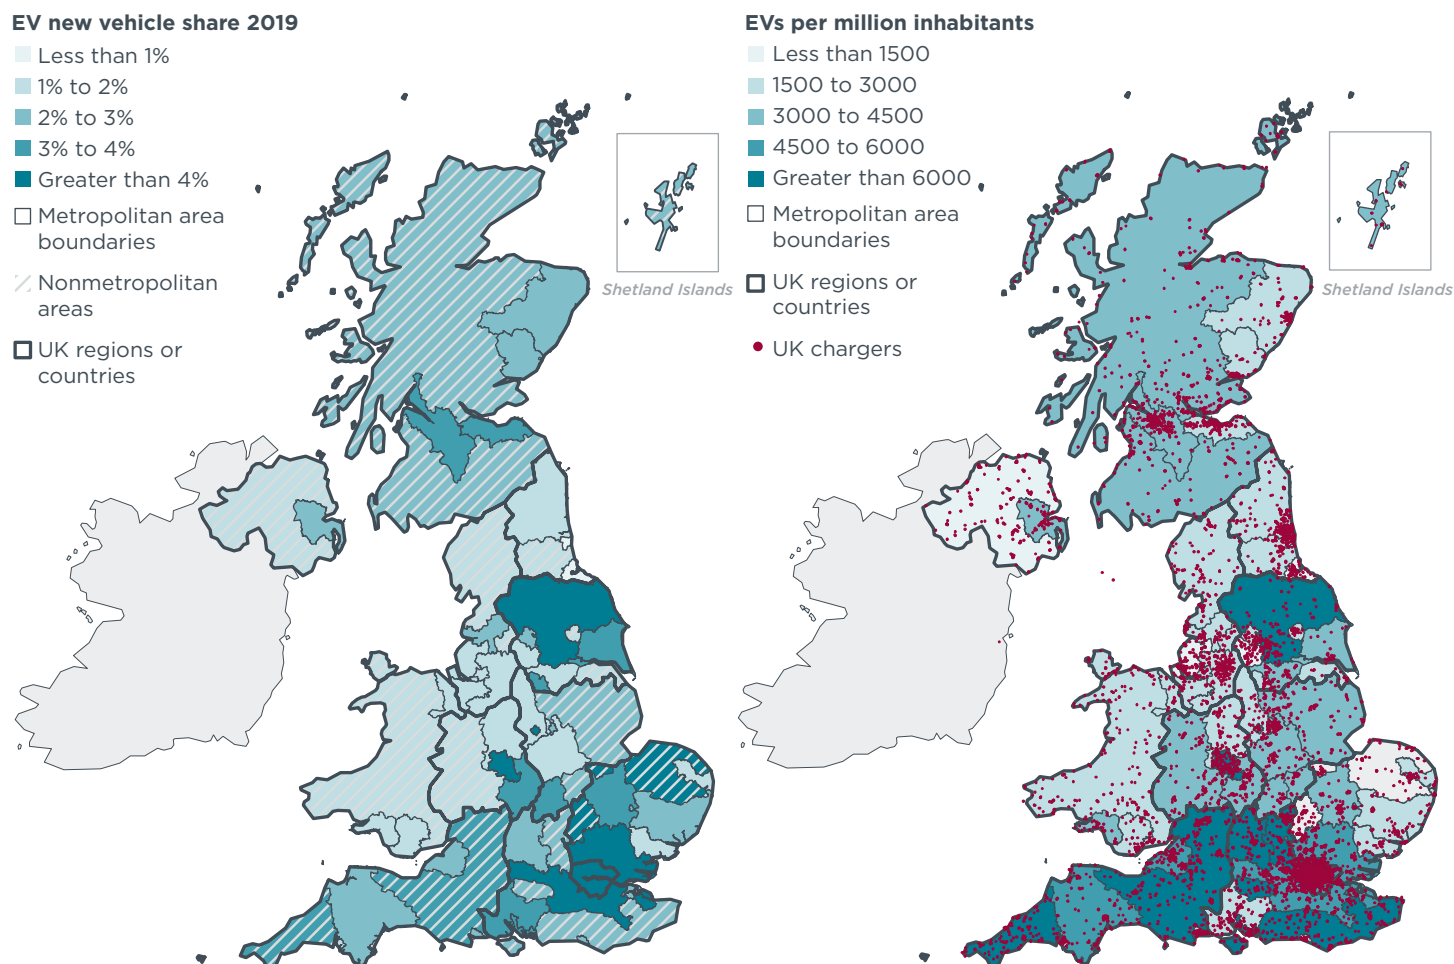 EV new vehicle share 2019
Less than 1%
1% to 2%
2% to 3%
3% to 4%
Greater than 4%
Metropolitan area
boundaries
Nonmetropolitan
areas
UK regions or
countries
Shetland Islands
EVs per million inhabitants
Less than 1500
1500 to 3000
3000 to 4500
4500 to 6000
Greater than 6000
Metropolitan area
boundaries
UK regions or
countries
UK chargers
Shetland Islands